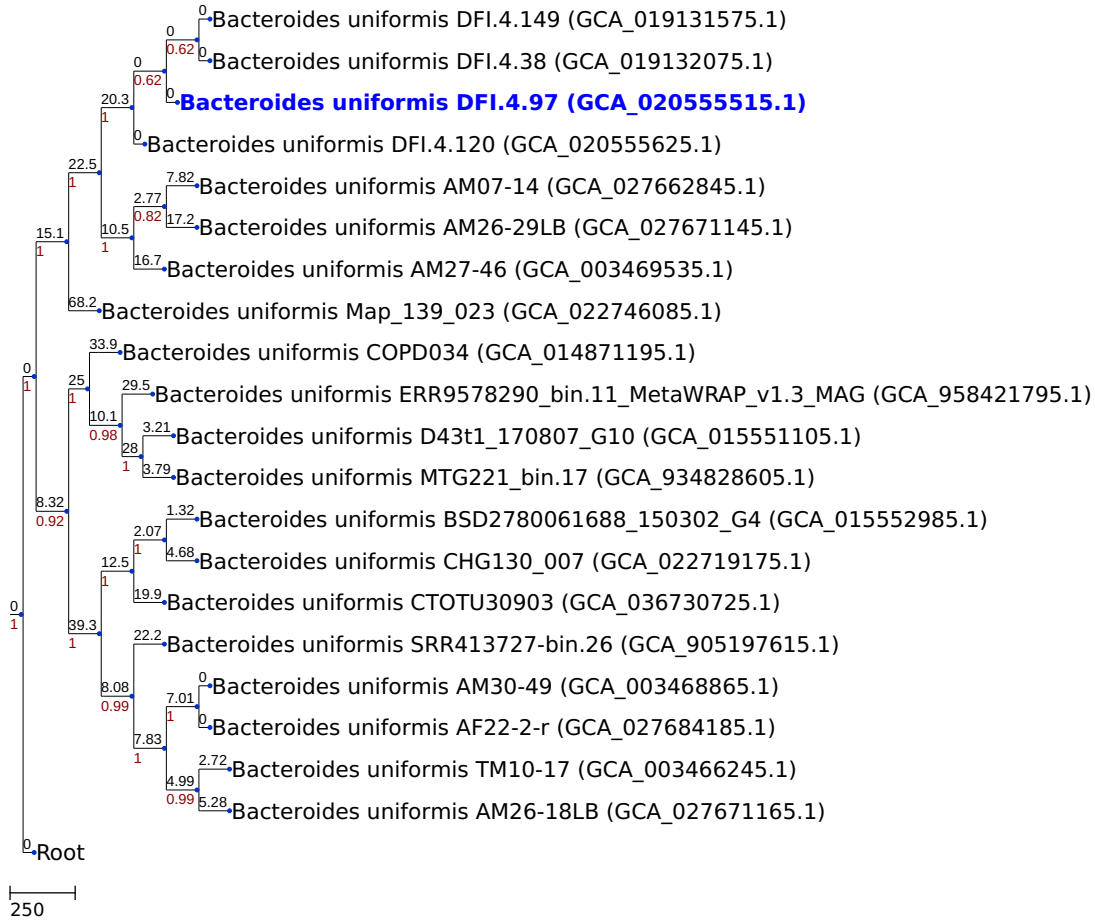 0
Bacteroides uniformis DFI.4.149 (GCA_019131575.1)
0
0.62
0
Bacteroides uniformis DFI.4.38 (GCA_019132075.1)
0
0.62
0
Bacteroides uniformis DFI.4.97 (GCA_020555515.1)
20.3
1
0
Bacteroides uniformis DFI.4.120 (GCA_020555625.1)
22.5
1
7.82
Bacteroides uniformis AM07-14 (GCA_027662845.1)
2.77
0.82
17.2
Bacteroides uniformis AM26-29LB (GCA_027671145.1)
15.1
1
10.5
1
16.7
Bacteroides uniformis AM27-46 (GCA_003469535.1)
68.2
Bacteroides uniformis Map_139_023 (GCA_022746085.1)
33.9
Bacteroides uniformis COPD034 (GCA_014871195.1)
0
1
25
1
29.5
Bacteroides uniformis ERR9578290_bin.11_MetaWRAP_v1.3_MAG (GCA_958421795.1)
10.1
0.98
3.21
Bacteroides uniformis D43t1_170807_G10 (GCA_015551105.1)
28
1
3.79
Bacteroides uniformis MTG221_bin.17 (GCA_934828605.1)
8.32
0.92
1.32
Bacteroides uniformis BSD2780061688_150302_G4 (GCA_015552985.1)
2.07
1
4.68
Bacteroides uniformis CHG130_007 (GCA_022719175.1)
12.5
1
19.9
Bacteroides uniformis CTOTU30903 (GCA_036730725.1)
0
1
39.3
1
22.2
Bacteroides uniformis SRR413727-bin.26 (GCA_905197615.1)
8.08
0.99
0
Bacteroides uniformis AM30-49 (GCA_003468865.1)
7.01
1
0
Bacteroides uniformis AF22-2-r (GCA_027684185.1)
7.83
1
2.72
Bacteroides uniformis TM10-17 (GCA_003466245.1)
4.99
0.99
5.28
Bacteroides uniformis AM26-18LB (GCA_027671165.1)
0
Root
250